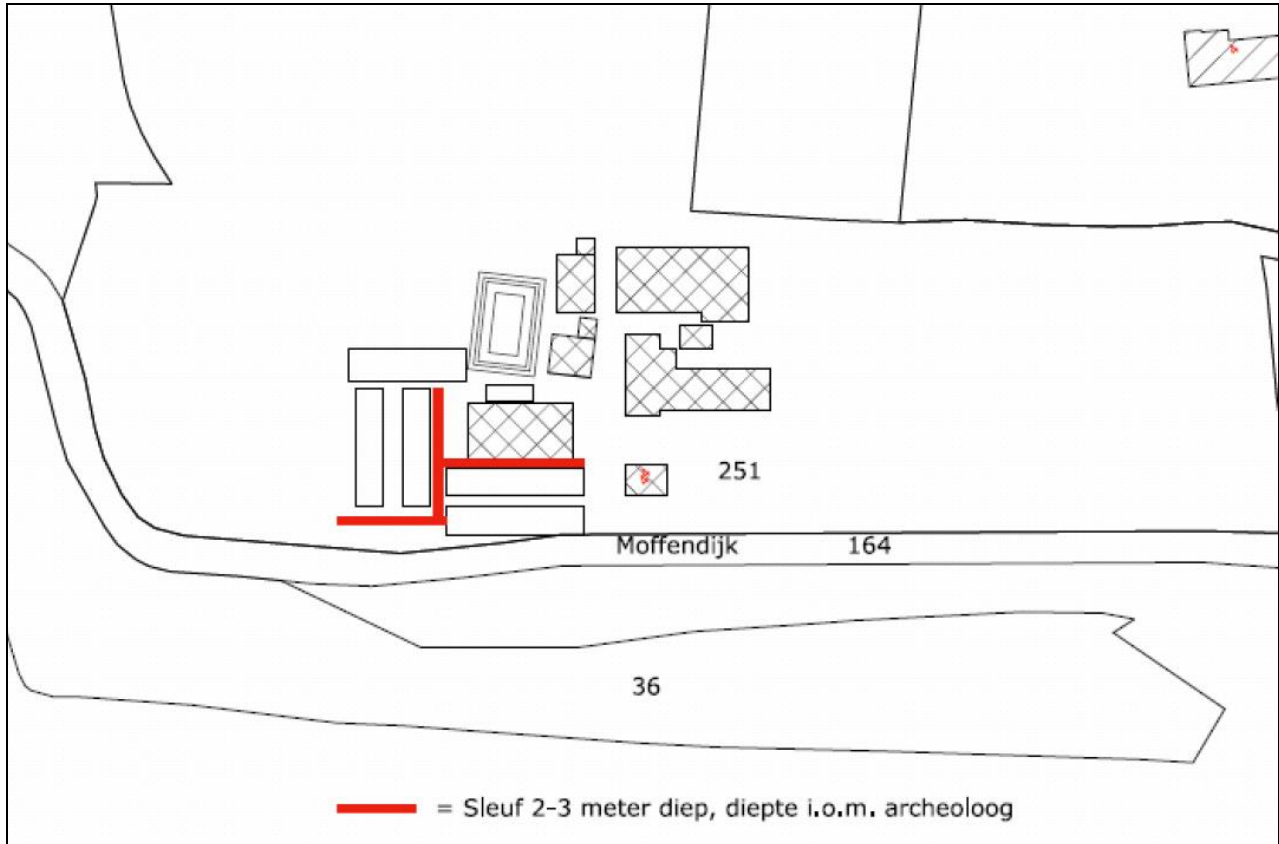 251
Moffendijk 164
36
= Sleuf 2-3 meter diep, diepte i.o.m. archeoloog